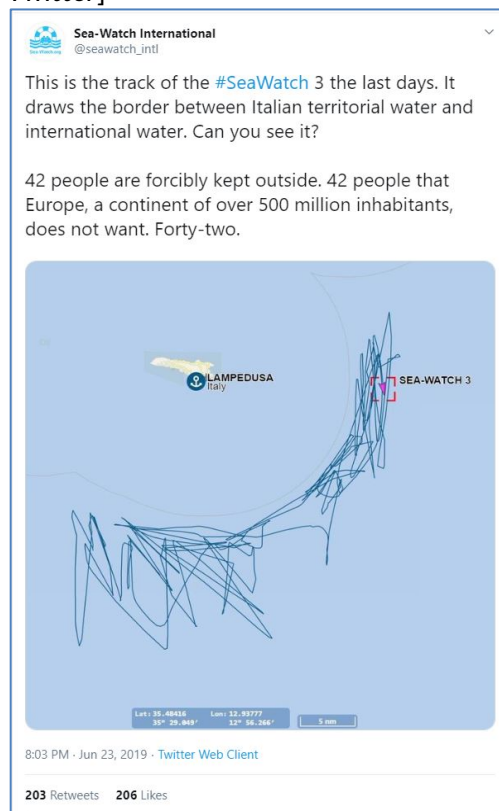 Twitter]
Sea-Watch International
@seawatch_intl
This is the track of the #SeaWatch 3 the last days. It
draws the border between Italian territorial water and
international water. Can you see it?
42 people are forcibly kept outside. 42 people that
Europe, a continent of over 500 million inhabitants,
does not want. Forty-two.
LAMPEDUSA
Italy
SEA-WATCH 3
Lat: 35.48416 Lon: 12.93777
35° 29.049' 12° 56.266'
5 nm
8:03 PM · Jun 23, 2019 · Twitter Web Client
203 Retweets 206 Likes